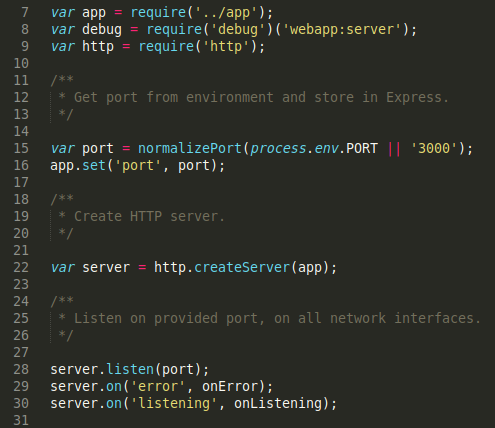 7 var app = require('../app');
8 var debug = require('debug')('webapp:server');
9 var http = require('http');
10
11 /**
12  * Get port from environment and store in Express.
13  */
14
15 var port = normalizePort(process.env.PORT || '3000');
16 app.set('port', port);
17
18 /**
19  * Create HTTP server.
20  */
21
22 var server = http.createServer(app);
23
24 /**
25  * Listen on provided port, on all network interfaces.
26  */
27
28 server.listen(port);
29 server.on('error', onError);
30 server.on('listening', onListening);
31